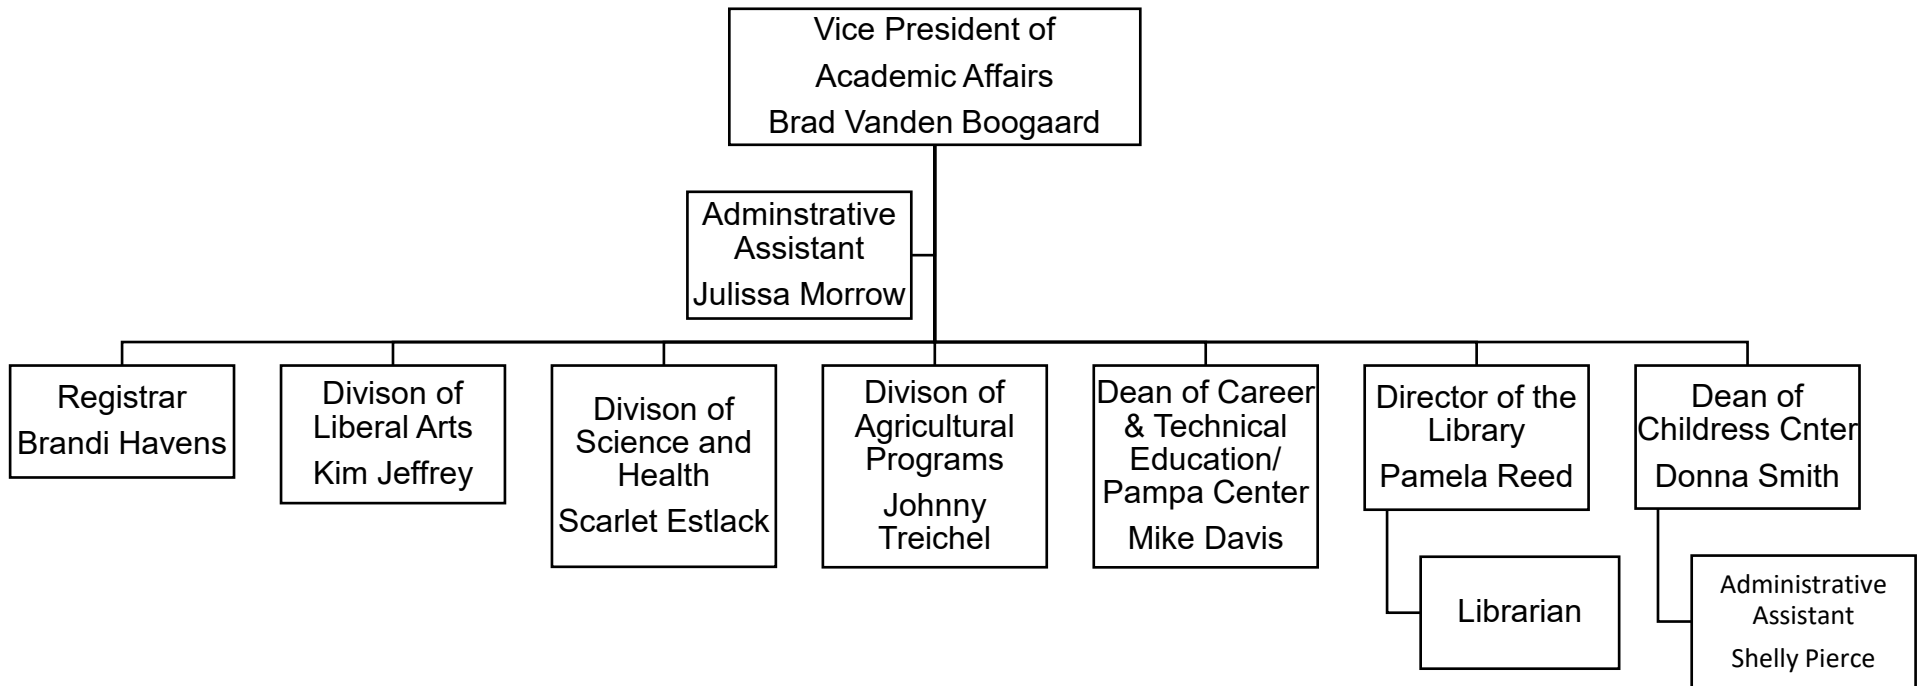 Vice President of
Academic Affairs
Brad Vanden Boogaard
Adminstrative
Assistant
Julissa Morrow
Registrar
Brandi Havens
Divison of
Liberal Arts
Kim Jeffrey
Divison of
Science and
Health
Scarlet Estlack
Divison of
Agricultural
Programs
Johnny
Treichel
Dean of Career
& Technical
Education/
Pampa Center
Mike Davis
Director of the
Library
Pamela Reed
Dean of
Childress Cnter
Donna Smith
Librarian
Administrative
Assistant
Shelly Pierce